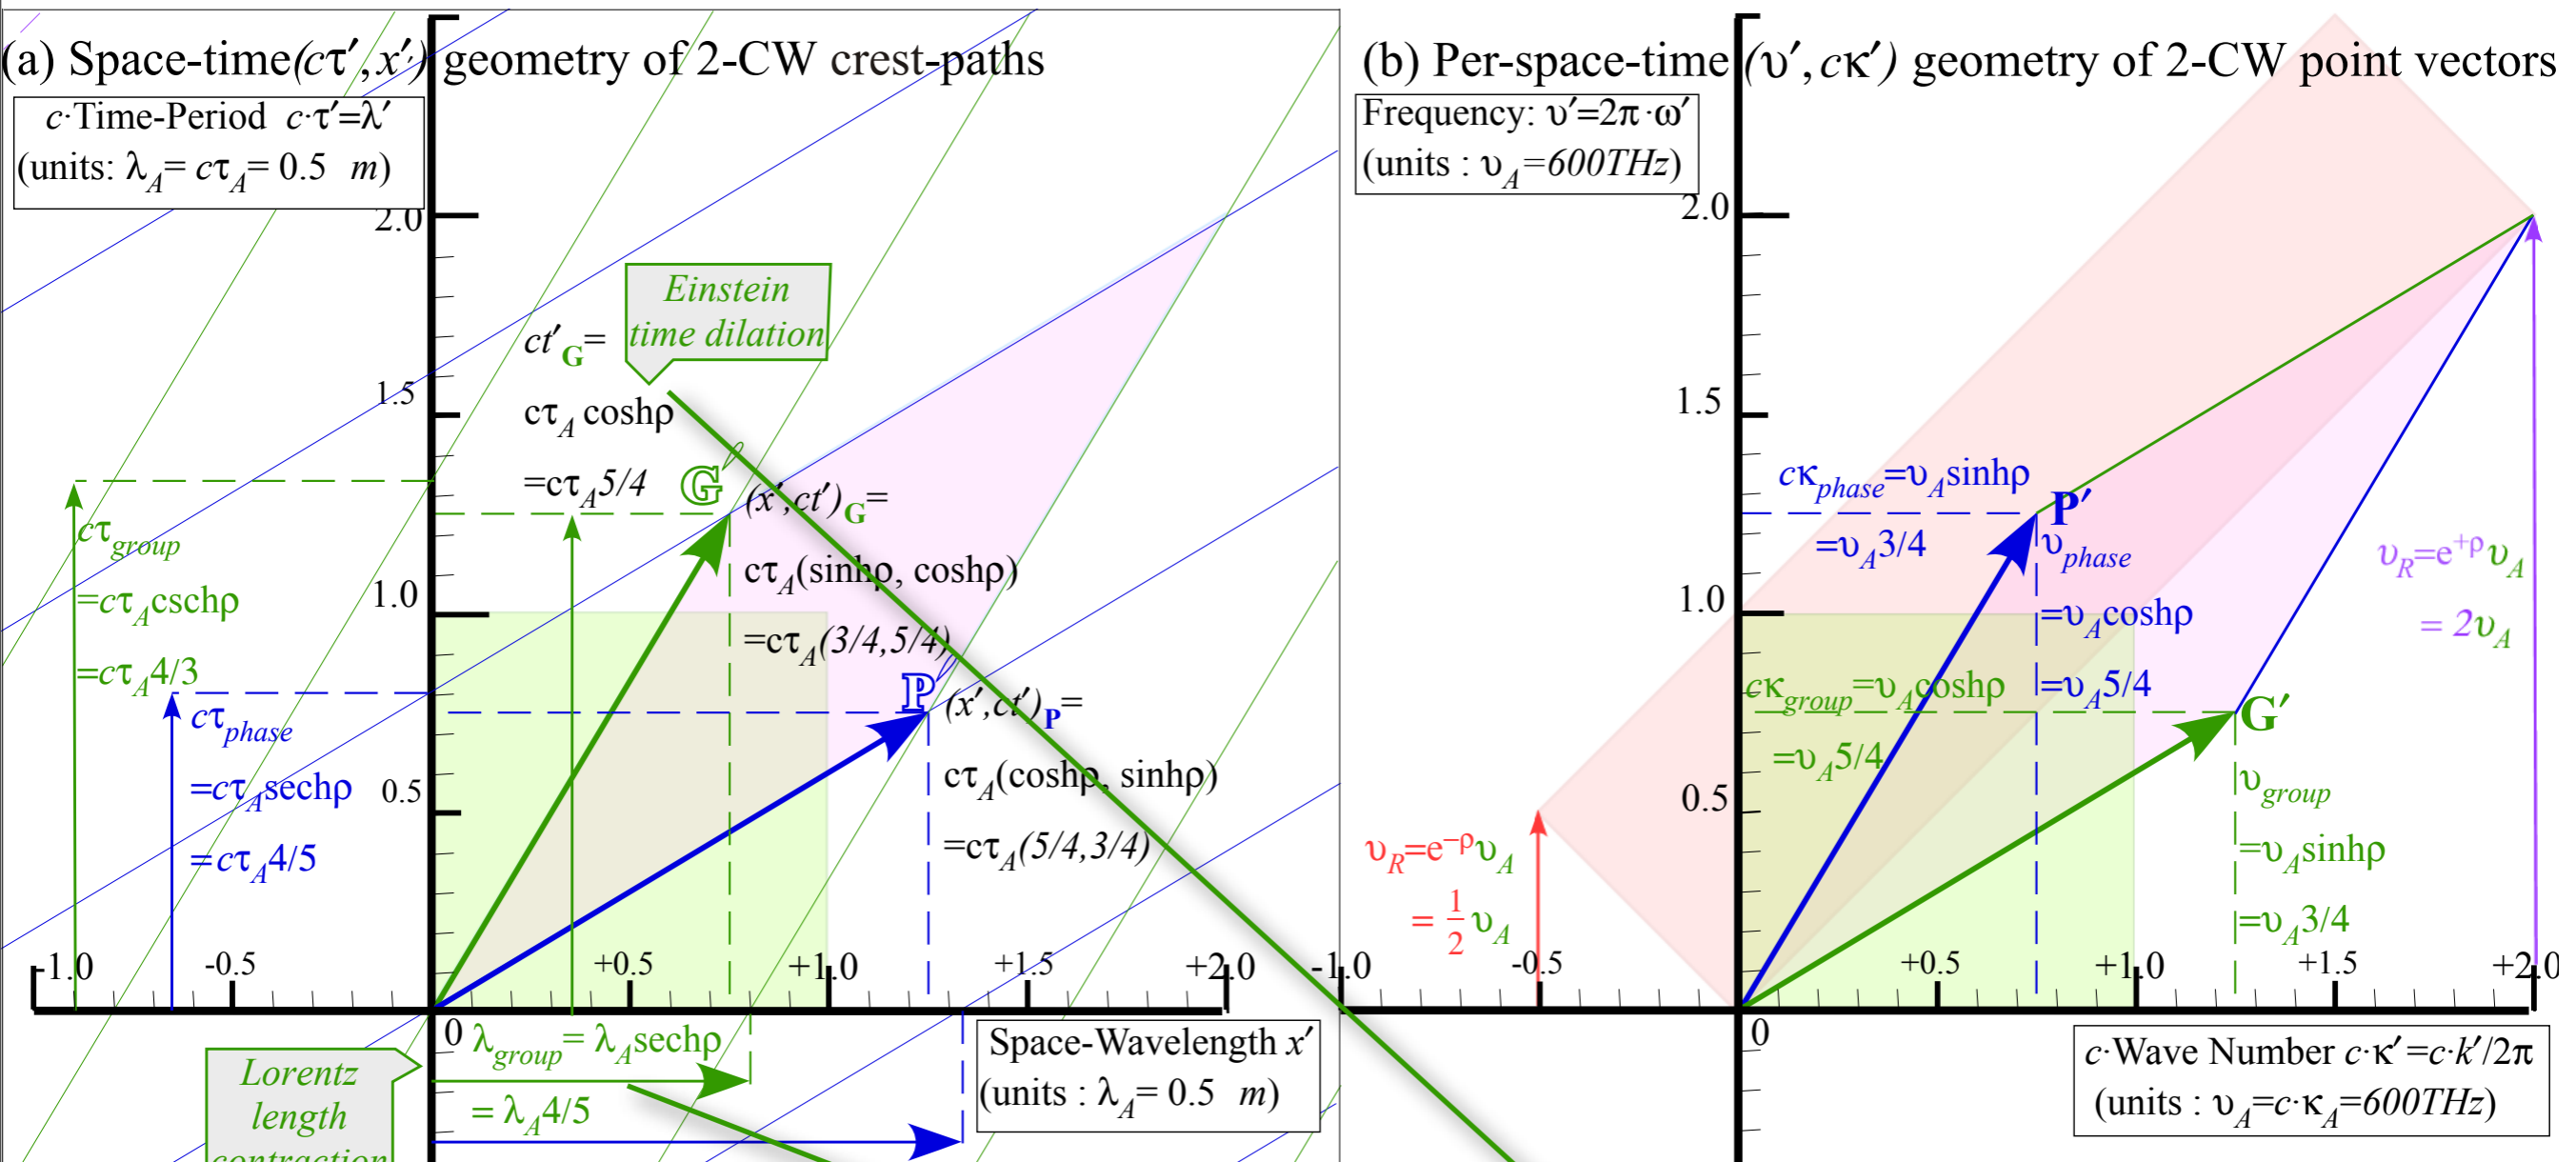 (a) Space-time(cτ′,x′) geometry of 2-CW crest-paths
c·Time-Period c·τ′=λ′
(units: λA= cτA= 0.5 m)
2.0
1.5
1.0
0.5
Einstein
time dilation
ct′G=
cτA coshρ
=cτA5/4
G
(x′,ct′)G=
cτA(sinhρ, coshρ)
=cτA(3/4,5/4)
P
(x′,ct′)P=
cτA(coshρ, sinhρ)
=cτA(5/4,3/4)
cτgroup
=cτAcschρ
=cτA4/3
cτphase
=cτAsechρ
=cτA4/5
-1.0
-0.5
0
+0.5
+1.0
+1.5
+2.0
λgroup= λAsechρ
= λA4/5
Lorentz
length
contraction
Space-Wavelength x′
(units : λA= 0.5 m)
(b) Per-space-time (υ′,cκ′) geometry of 2-CW point vectors
Frequency: υ′=2π·ω′
(units : υA=600THz)
2.0
1.5
1.0
0.5
cκphase=υAsinhρ
=υA3/4
P′
υphase
=υAcoshρ
=υA5/4
cκgroup=υAcoshρ
=υA5/4
G′
υgroup
=υAsinhρ
=υA3/4
υR=e+ρυA
= 2υA
υR=e−ρυA
= 1/2 υA
-1.0
-0.5
0
+0.5
+1.0
+1.5
+2.0
c·Wave Number c·κ′=c·k′/2π
(units : υA=c·κA=600THz)